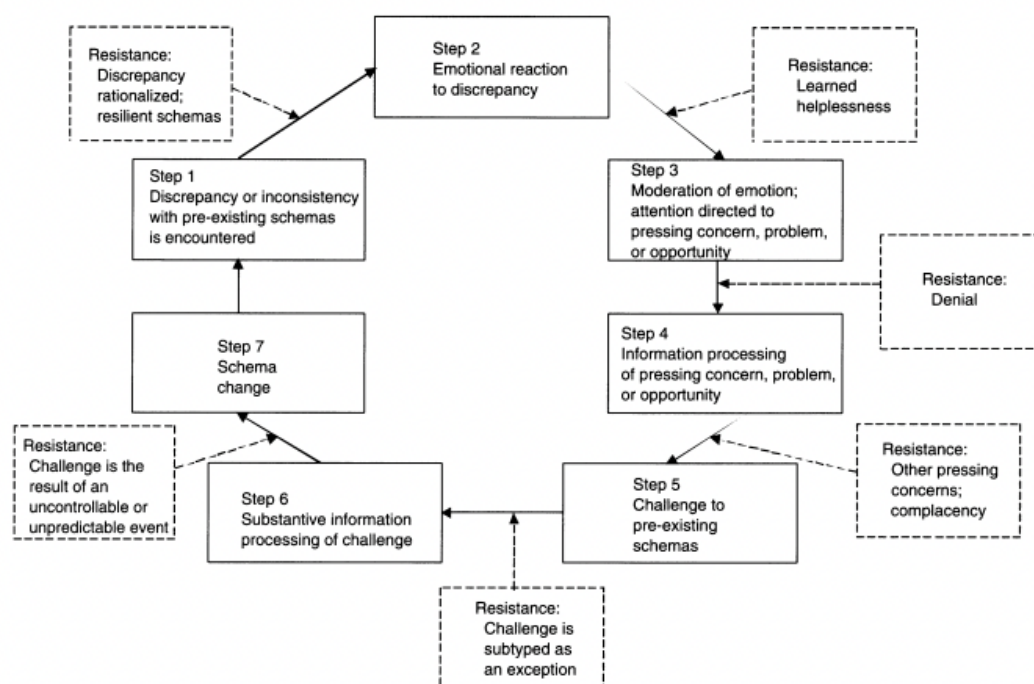 Resistance:
Discrepancy
rationalized;
resilient schemas
Step 2
Emotional reaction
to discrepancy
Resistance:
Learned
helplessness
Step 1
Discrepancy or inconsistency
with pre-existing schemas
is encountered
Step 3
Moderation of emotion;
attention directed to
pressing concern, problem,
or opportunity
Resistance:
Denial
Step 7
Schema
change
Step 4
Information processing
of pressing concern, problem,
or opportunity
Resistance:
Challenge is the
result of an
uncontrollable or
unpredictable event
Step 6
Substantive information
processing of challenge
Step 5
Challenge to
pre-existing
schemas
Resistance:
Other pressing
concerns;
complacency
Resistance:
Challenge is
subtyped as
an exception